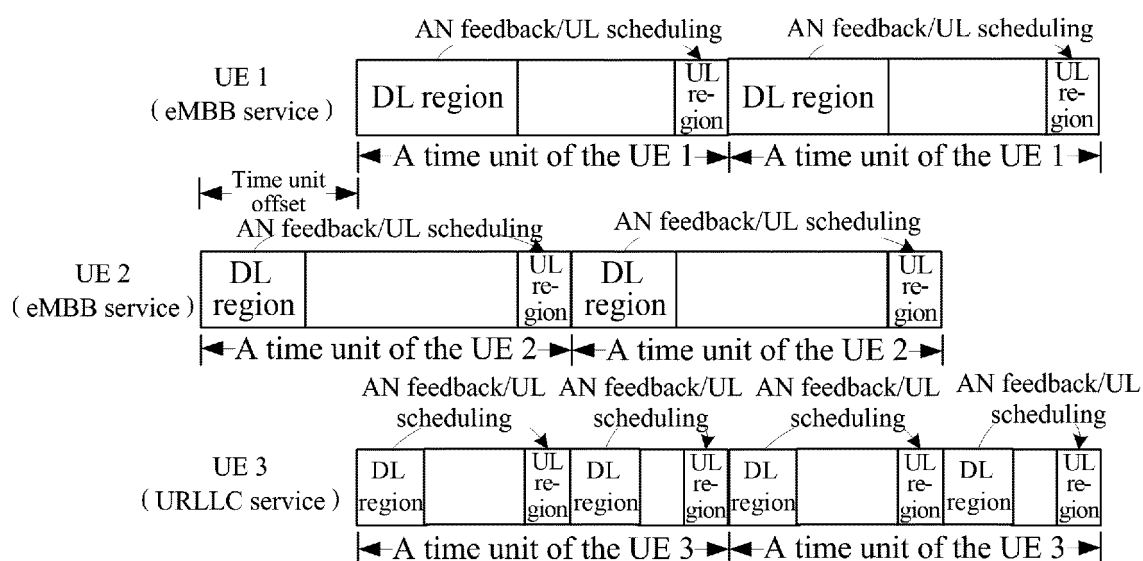 AN feedback/UL scheduling
AN feedback/UL scheduling
UE 1
(eMBB service)
DL region
UL
re-
gion
DL region
UL
re-
gion
A time unit of the UE 1
A time unit of the UE 1
Time unit
offset
AN feedback/UL scheduling
AN feedback/UL scheduling
UE 2
(eMBB service)
DL
region
UL
re-
gion
DL
region
UL
re-
gion
A time unit of the UE 2
A time unit of the UE 2
AN feedback/UL
scheduling
AN feedback/UL
scheduling
AN feedback/UL
scheduling
AN feedback/UL
scheduling
UE 3
(URLLC service)
DL
region
UL
re-
gion
DL
region
UL
re-
gion
DL
region
UL
re-
gion
DL
region
UL
re-
gion
A time unit of the UE 3
A time unit of the UE 3